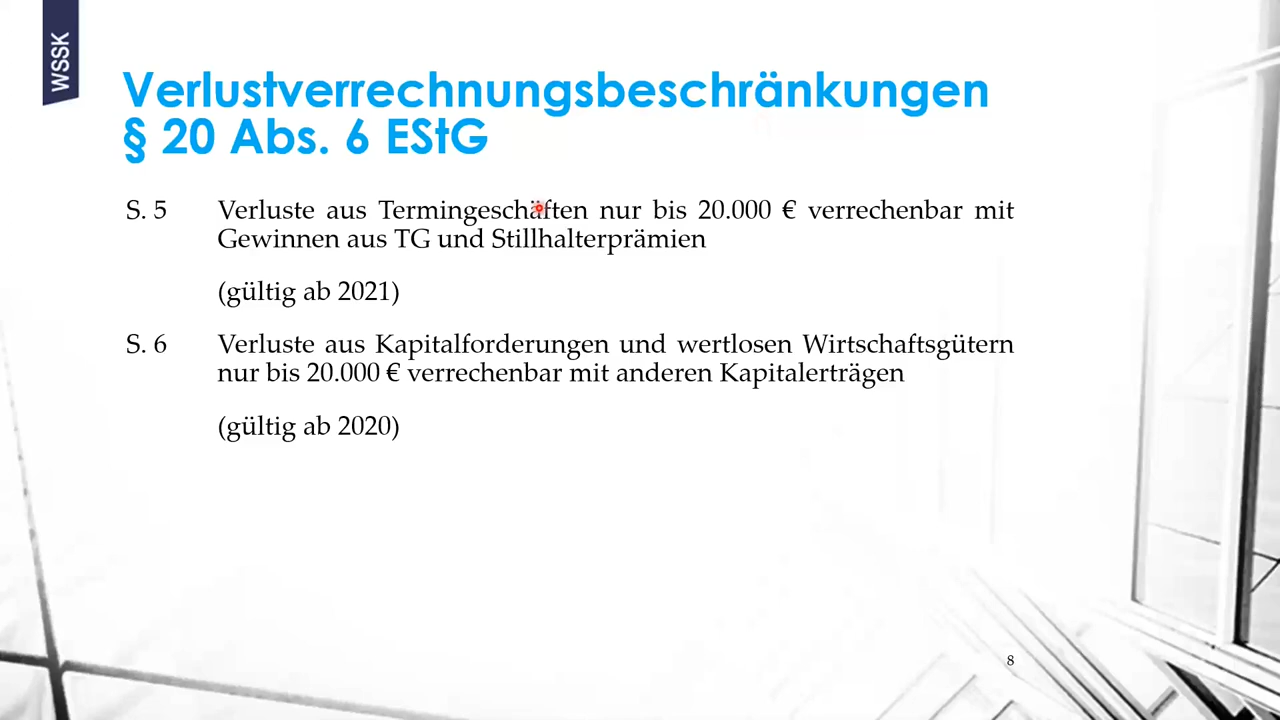 WSSK
Verlustverrechnungsbeschränkungen
§ 20 Abs. 6 EStG
S. 5 Verluste aus Termingeschäften nur bis 20.000 € verrechenbar mit
Gewinnen aus TG und Stillhalterprämien
(gültig ab 2021)
S. 6 Verluste aus Kapitalforderungen und wertlosen Wirtschaftsgütern
nur bis 20.000 € verrechenbar mit anderen Kapitalerträgen
(gültig ab 2020)
8